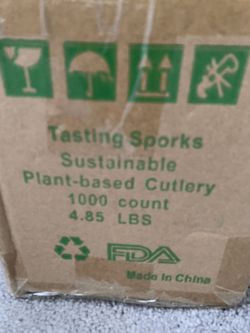 Tasting Sporks
Sustainable
Plant-based Cutlery
1000 count
4.85 LBS
FDA
Made In China